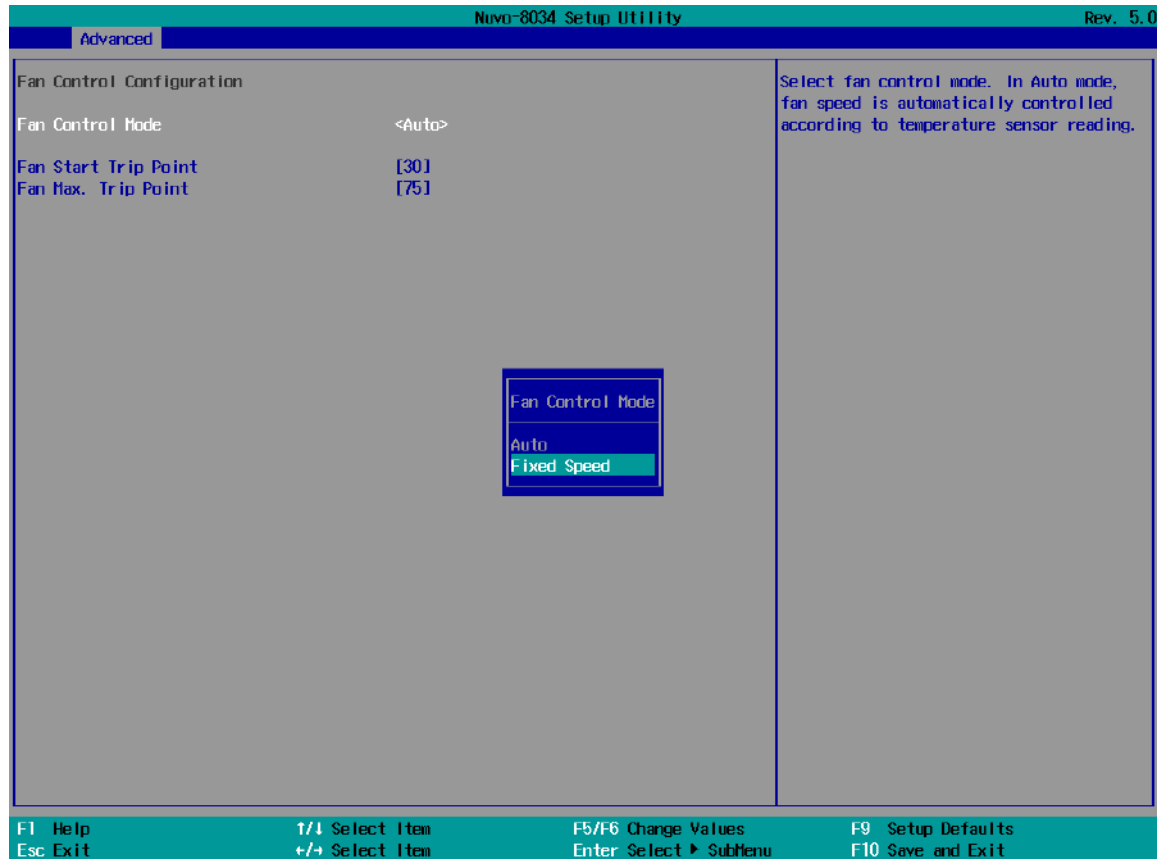 Nuvo-8034 Setup Utility Rev. 5.0
Advanced
Fan Control Configuration
Fan Control Mode <Auto>
Fan Start Trip Point [30]
Fan Max. Trip Point [75]
Select fan control mode. In Auto mode,
fan speed is automatically controlled
according to temperature sensor reading.
Fan Control Mode
Auto
Fixed Speed
F1 Help ↑/↓ Select Item F5/F6 Change Values F9 Setup Defaults
Esc Exit ←/→ Select Item Enter Select ▶ SubMenu F10 Save and Exit